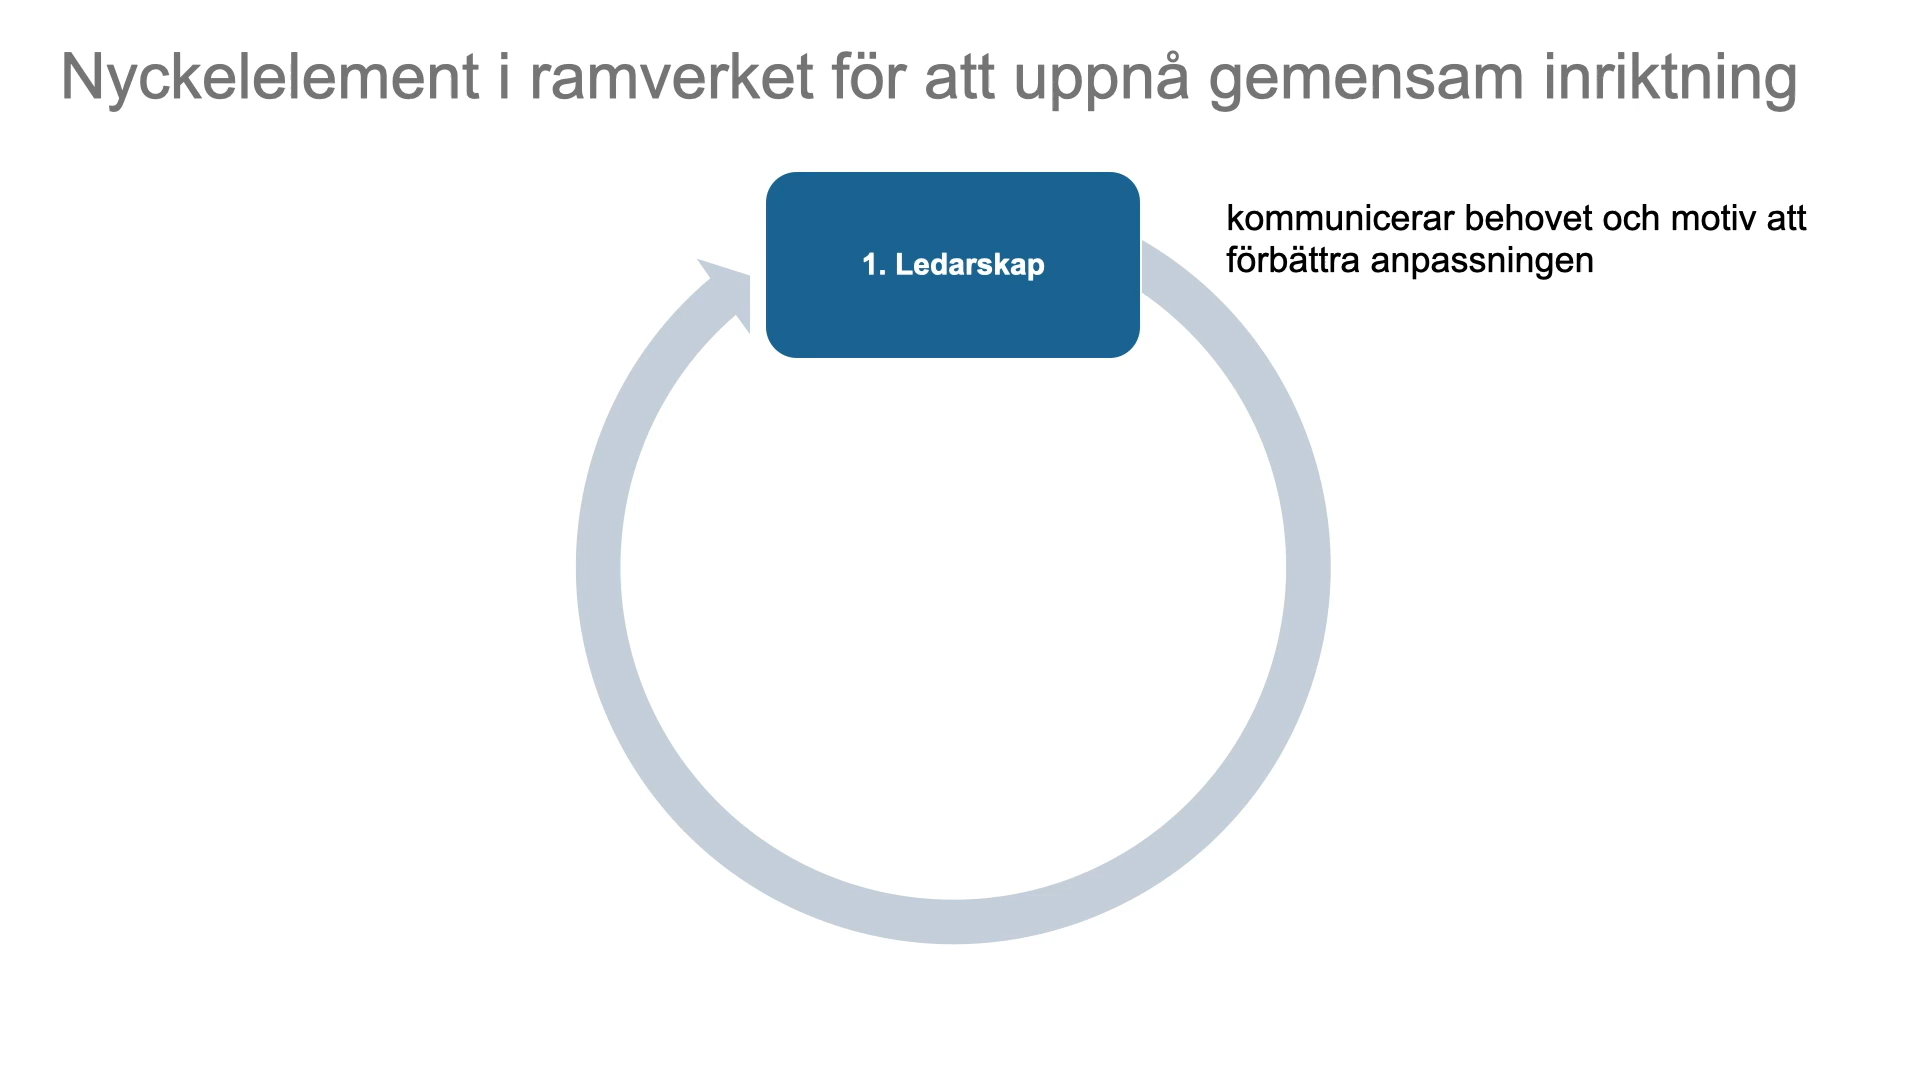 Nyckelelement i ramverket för att uppnå gemensam inriktning
1. Ledarskap
kommunicerar behovet och motiv att
förbättra anpassningen